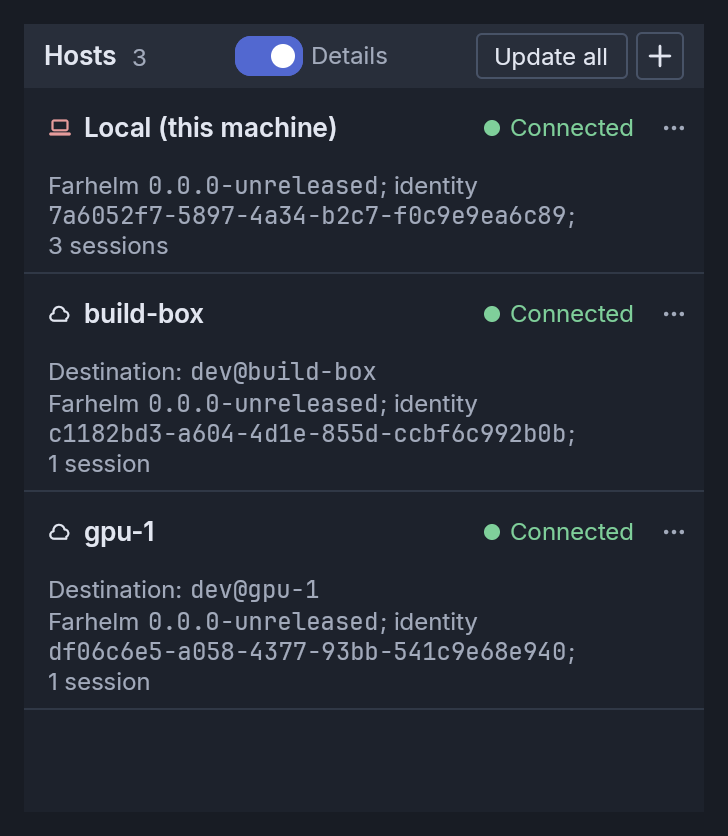 Hosts 3 Details Update all +
Local (this machine) Connected ...
Farhelm 0.0.0-unreleased; identity
7a6052f7-5897-4a34-b2c7-f0c9e9ea6c89;
3 sessions
build-box Connected ...
Destination: dev@build-box
Farhelm 0.0.0-unreleased; identity
c1182bd3-a604-4d1e-855d-ccbf6c992b0b;
1 session
gpu-1 Connected ...
Destination: dev@gpu-1
Farhelm 0.0.0-unreleased; identity
df06c6e5-a058-4377-93bb-541c9e68e940;
1 session